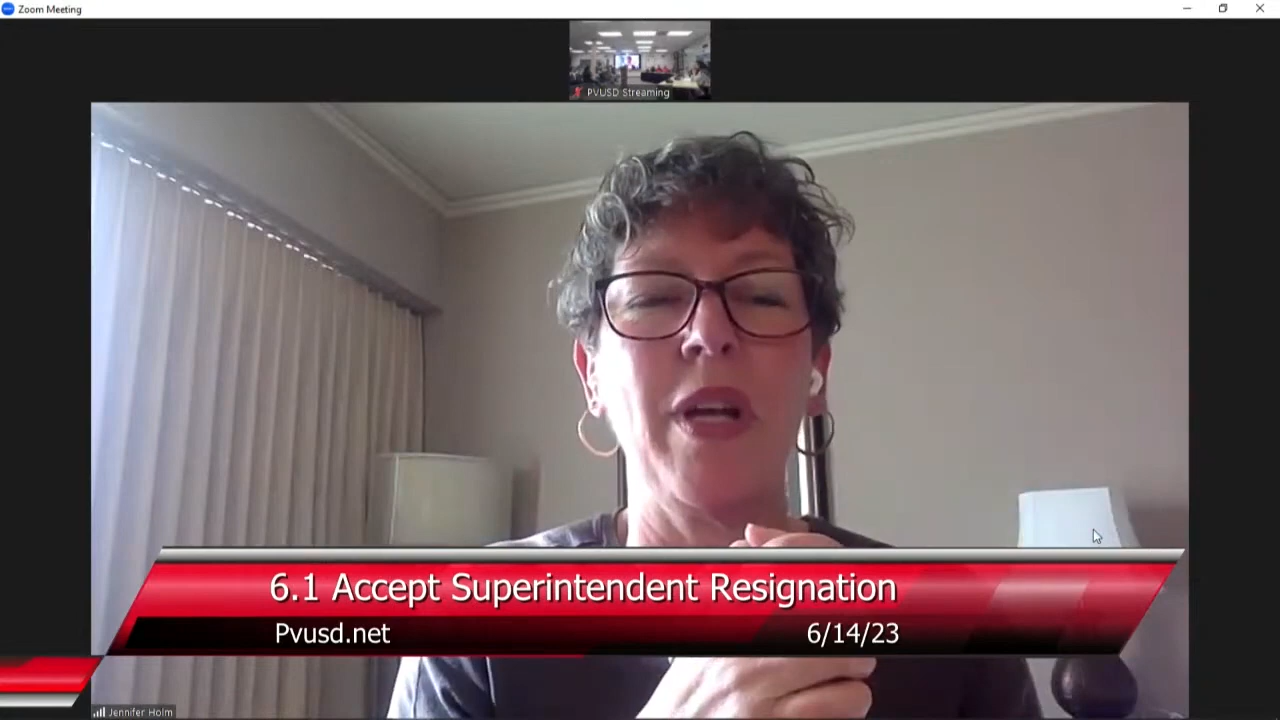 Zoom Meeting
PVUSD Streaming
6.1 Accept Superintendent Resignation
Pvusd.net
6/14/23
Jennifer Holm